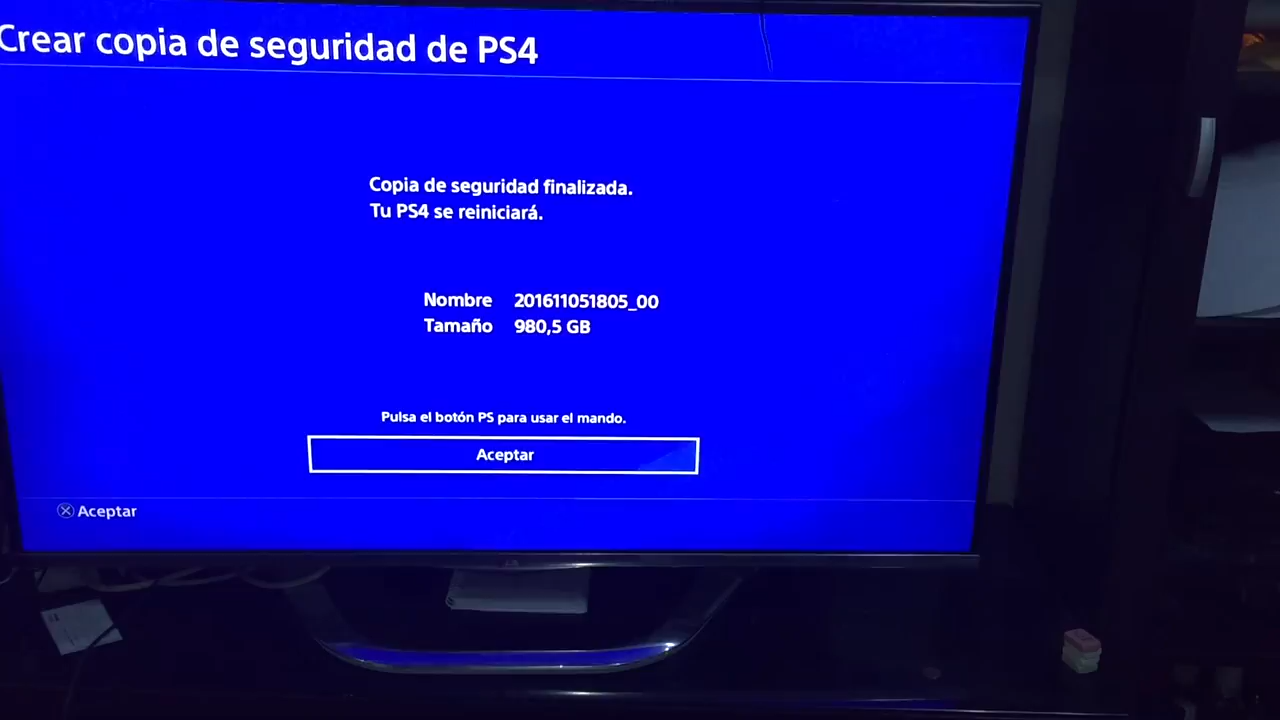 Crear copia de seguridad de PS4
Copia de seguridad finalizada.
Tu PS4 se reiniciará.
Nombre 201611051805_00
Tamaño 980,5 GB
Pulsa el botón PS para usar el mando.
Aceptar
Aceptar